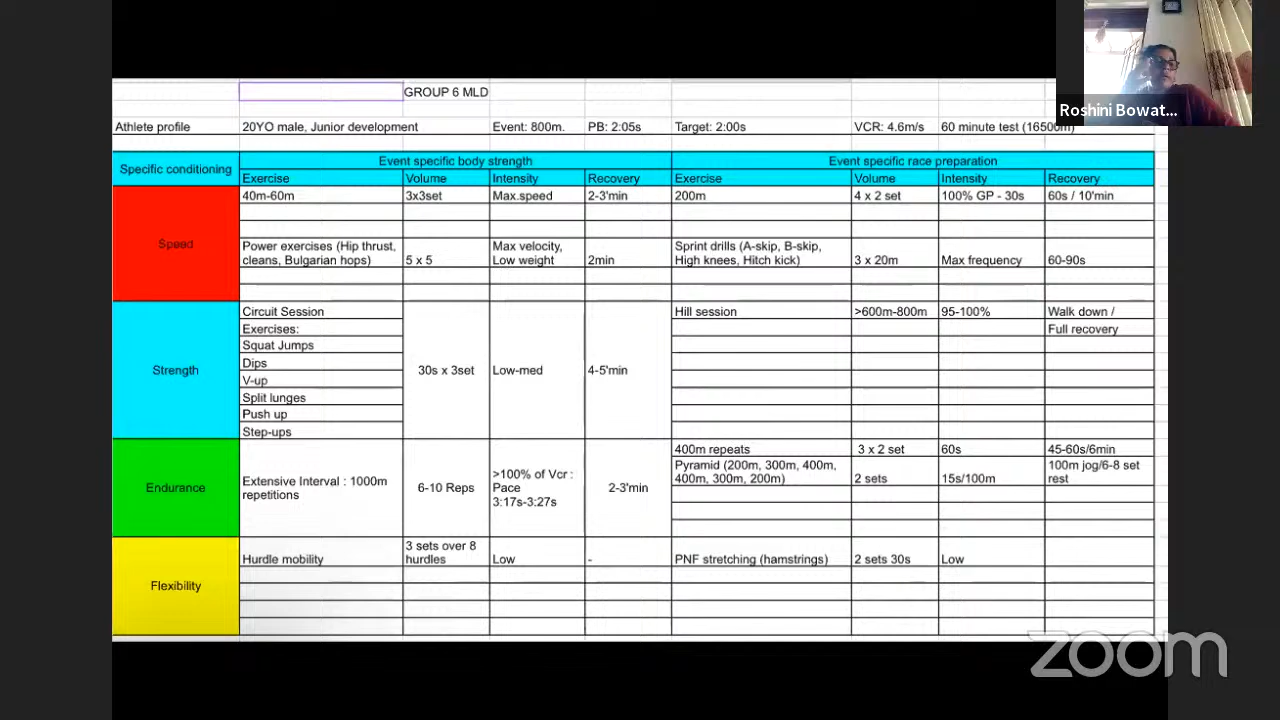 GROUP 6 MLD
Roshini Bowat...
Athlete profile 20YO male, Junior development Event: 800m. PB: 2:05s Target: 2:00s VCR: 4.6m/s 60 minute test (16500m)
Specific conditioning Event specific body strength Event specific race preparation
Exercise Volume Intensity Recovery Exercise Volume Intensity Recovery
Speed
40m-60m 3x3set Max.speed 2-3'min 200m 4 x 2 set 100% GP - 30s 60s / 10'min
Power exercises (Hip thrust,
cleans, Bulgarian hops) 5 x 5 Max velocity,
Low weight 2min Sprint drills (A-skip, B-skip,
High knees, Hitch kick) 3 x 20m Max frequency 60-90s
Strength
Circuit Session
Exercises:
Squat Jumps
Dips
V-up
Split lunges
Push up
Step-ups
30s x 3set Low-med 4-5'min
Hill session >600m-800m 95-100% Walk down /
Full recovery
Endurance
Extensive Interval : 1000m
repetitions
6-10 Reps
>100% of Vcr :
Pace
3:17s-3:27s
2-3'min
400m repeats 3 x 2 set 60s 45-60s/6min
Pyramid (200m, 300m, 400m,
400m, 300m, 200m) 2 sets 15s/100m 100m jog/6-8 set
rest
Flexibility
Hurdle mobility 3 sets over 8
hurdles Low - PNF stretching (hamstrings) 2 sets 30s Low
zoom